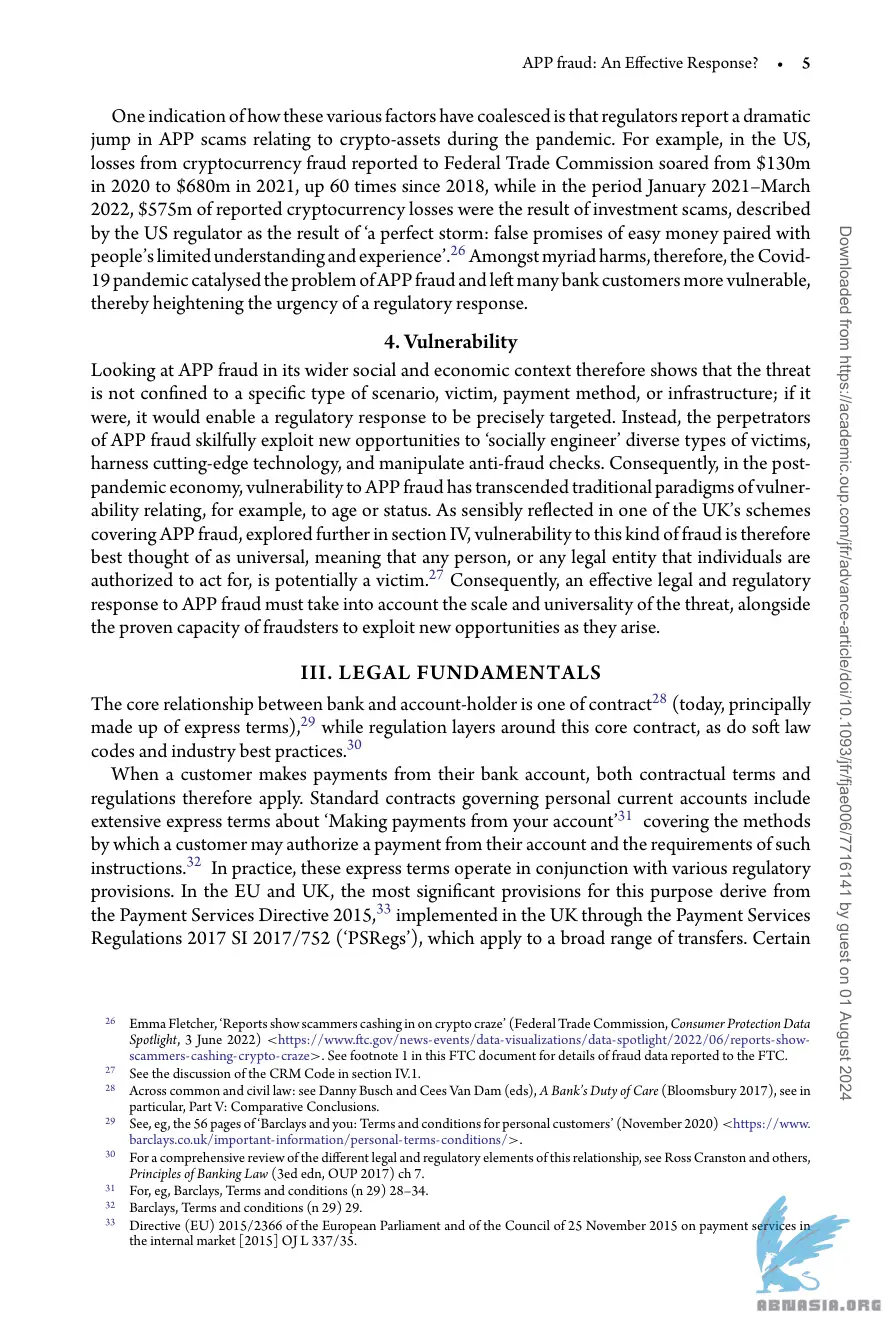 APP fraud: An Effective Response? • 5
One indication of how these various factors have coalesced is that regulators report a dramatic
jump in APP scams relating to crypto-assets during the pandemic. For example, in the US,
losses from cryptocurrency fraud reported to Federal Trade Commission soared from $130m
in 2020 to $680m in 2021, up 60 times since 2018, while in the period January 2021–March
2022, $575m of reported cryptocurrency losses were the result of investment scams, described
by the US regulator as the result of ‘a perfect storm: false promises of easy money paired with
people’s limited understanding and experience’.26 Amongst myriad harms, therefore, the Covid-
19 pandemic catalysed the problem of APP fraud and left many bank customers more vulnerable,
thereby heightening the urgency of a regulatory response.
4. Vulnerability
Looking at APP fraud in its wider social and economic context therefore shows that the threat
is not confined to a specific type of scenario, victim, payment method, or infrastructure; if it
were, it would enable a regulatory response to be precisely targeted. Instead, the perpetrators
of APP fraud skilfully exploit new opportunities to ‘socially engineer’ diverse types of victims,
harness cutting-edge technology, and manipulate anti-fraud checks. Consequently, in the post-
pandemic economy, vulnerability to APP fraud has transcended traditional paradigms of vulner-
ability relating, for example, to age or status. As sensibly reflected in one of the UK’s schemes
covering APP fraud, explored further in section IV, vulnerability to this kind of fraud is therefore
best thought of as universal, meaning that any person, or any legal entity that individuals are
authorized to act for, is potentially a victim.27 Consequently, an effective legal and regulatory
response to APP fraud must take into account the scale and universality of the threat, alongside
the proven capacity of fraudsters to exploit new opportunities as they arise.
III. LEGAL FUNDAMENTALS
The core relationship between bank and account-holder is one of contract28 (today, principally
made up of express terms),29 while regulation layers around this core contract, as do soft law
codes and industry best practices.30
When a customer makes payments from their bank account, both contractual terms and
regulations therefore apply. Standard contracts governing personal current accounts include
extensive express terms about ‘Making payments from your account’31 covering the methods
by which a customer may authorize a payment from their account and the requirements of such
instructions.32 In practice, these express terms operate in conjunction with various regulatory
provisions. In the EU and UK, the most significant provisions for this purpose derive from
the Payment Services Directive 2015,33 implemented in the UK through the Payment Services
Regulations 2017 SI 2017/752 (‘PSRegs’), which apply to a broad range of transfers. Certain
26 Emma Fletcher, ‘Reports show scammers cashing in on crypto craze’ (Federal Trade Commission, Consumer Protection Data
Spotlight, 3 June 2022) <https://www.ftc.gov/news-events/data-visualizations/data-spotlight/2022/06/reports-show-
scammers-cashing-crypto-craze>. See footnote 1 in this FTC document for details of fraud data reported to the FTC.
27 See the discussion of the CRM Code in section IV.1.
28 Across common and civil law: see Danny Busch and Cees Van Dam (eds), A Bank’s Duty of Care (Bloomsbury 2017), see in
particular, Part V: Comparative Conclusions.
29 See, eg, the 56 pages of ‘Barclays and you: Terms and conditions for personal customers’ (November 2020) <https://www.
barclays.co.uk/important-information/personal-terms-conditions/>.
30 For a comprehensive review of the different legal and regulatory elements of this relationship, see Ross Cranston and others,
Principles of Banking Law (3ed edn, OUP 2017) ch 7.
31 For, eg, Barclays, Terms and conditions (n 29) 28–34.
32 Barclays, Terms and conditions (n 29) 29.
33 Directive (EU) 2015/2366 of the European Parliament and of the Council of 25 November 2015 on payment services in
the internal market [2015] OJ L 337/35.
Downloaded from https://academic.oup.com/jfr/advance-article/doi/10.1093/jfr/fjae006/7716141 by guest on 01 August 2024
ABNASIA.ORG